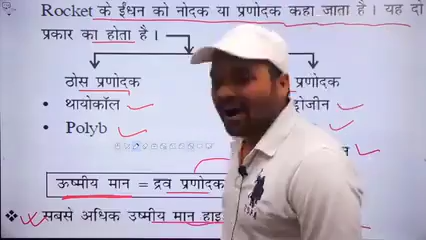 Rocket के ईंधन को नोदक या प्रणोदक कहा जाता है। यह दो
प्रकार का होता है।
ठोस प्रणोदक प्रणोदक
• थायोकॉल
• Polyb
ऊष्मीय मान = द्रव प्रणोदक
सबसे अधिक उष्मीय मान